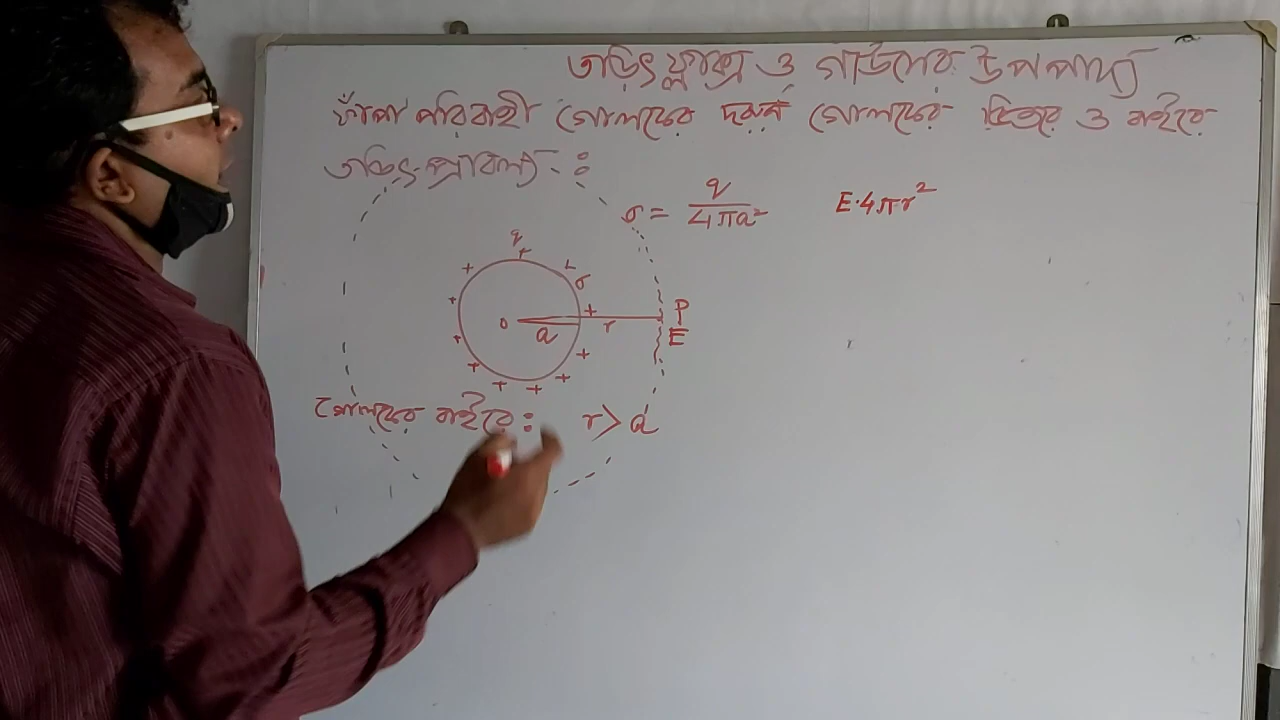 তড়িৎ ফ্লাক্স ও গাউসের উপপাদ্য
ফাঁপা পরিবাহী গোলকের দরুন গোলকের ভিতরে ও বাইরে
তড়িৎ প্রাবল্য :
σ = q / 4πa²
E·4πr²
q
+ + + σ
+ + P
o a r
E
+ + + + + + +
গোলকের বাইরে : r > a